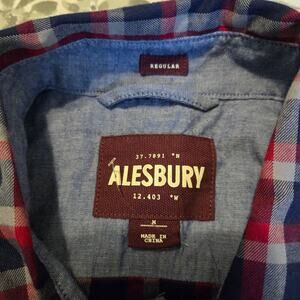 REGULAR
37.7891 °N
ALESBURY
12.403 °W
M
MADE IN
CHINA